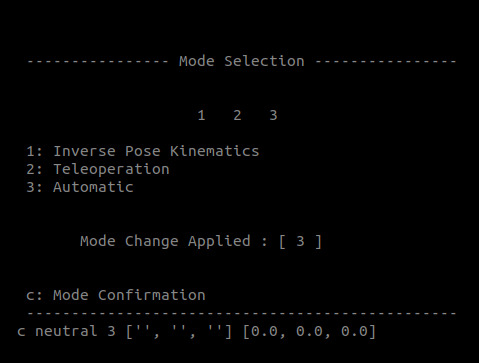 ---------------- Mode Selection ----------------
1 2 3
1: Inverse Pose Kinematics
2: Teleoperation
3: Automatic
Mode Change Applied : [ 3 ]
c: Mode Confirmation
------------------------------------------------
c neutral 3 ['', '', ''] [0.0, 0.0, 0.0]